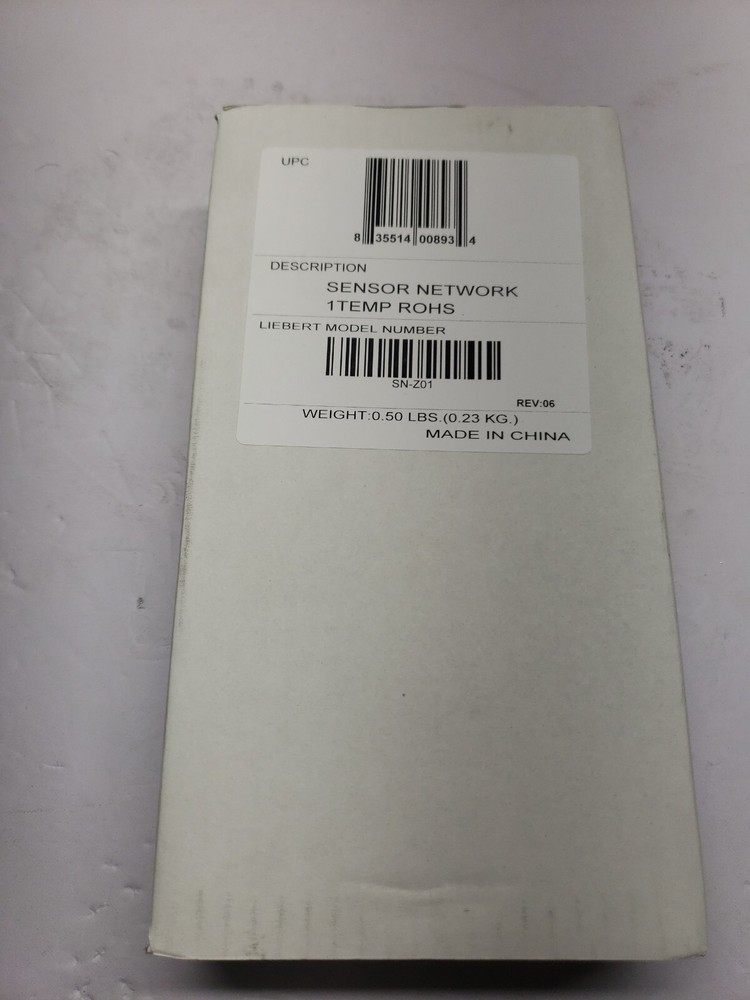 UPC
8 35514 00893 4
DESCRIPTION
SENSOR NETWORK
1TEMP ROHS
LIEBERT MODEL NUMBER
SN-Z01
REV:06
WEIGHT:0.50 LBS.(0.23 KG.)
MADE IN CHINA